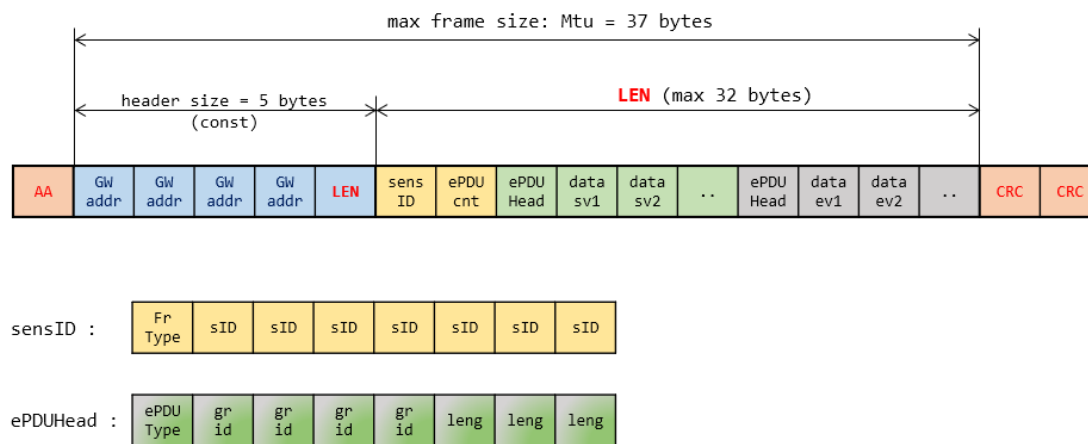 max frame size: Mtu = 37 bytes
header size = 5 bytes
(const)
LEN (max 32 bytes)
AA
GW
addr
GW
addr
GW
addr
GW
addr
LEN
sens
ID
ePDU
cnt
ePDU
Head
data
sv1
data
sv2
..
ePDU
Head
data
ev1
data
ev2
..
CRC
CRC
sensID :
Fr
Type
sID
sID
sID
sID
sID
sID
sID
ePDUHead :
ePDU
Type
gr
id
gr
id
gr
id
gr
id
leng
leng
leng